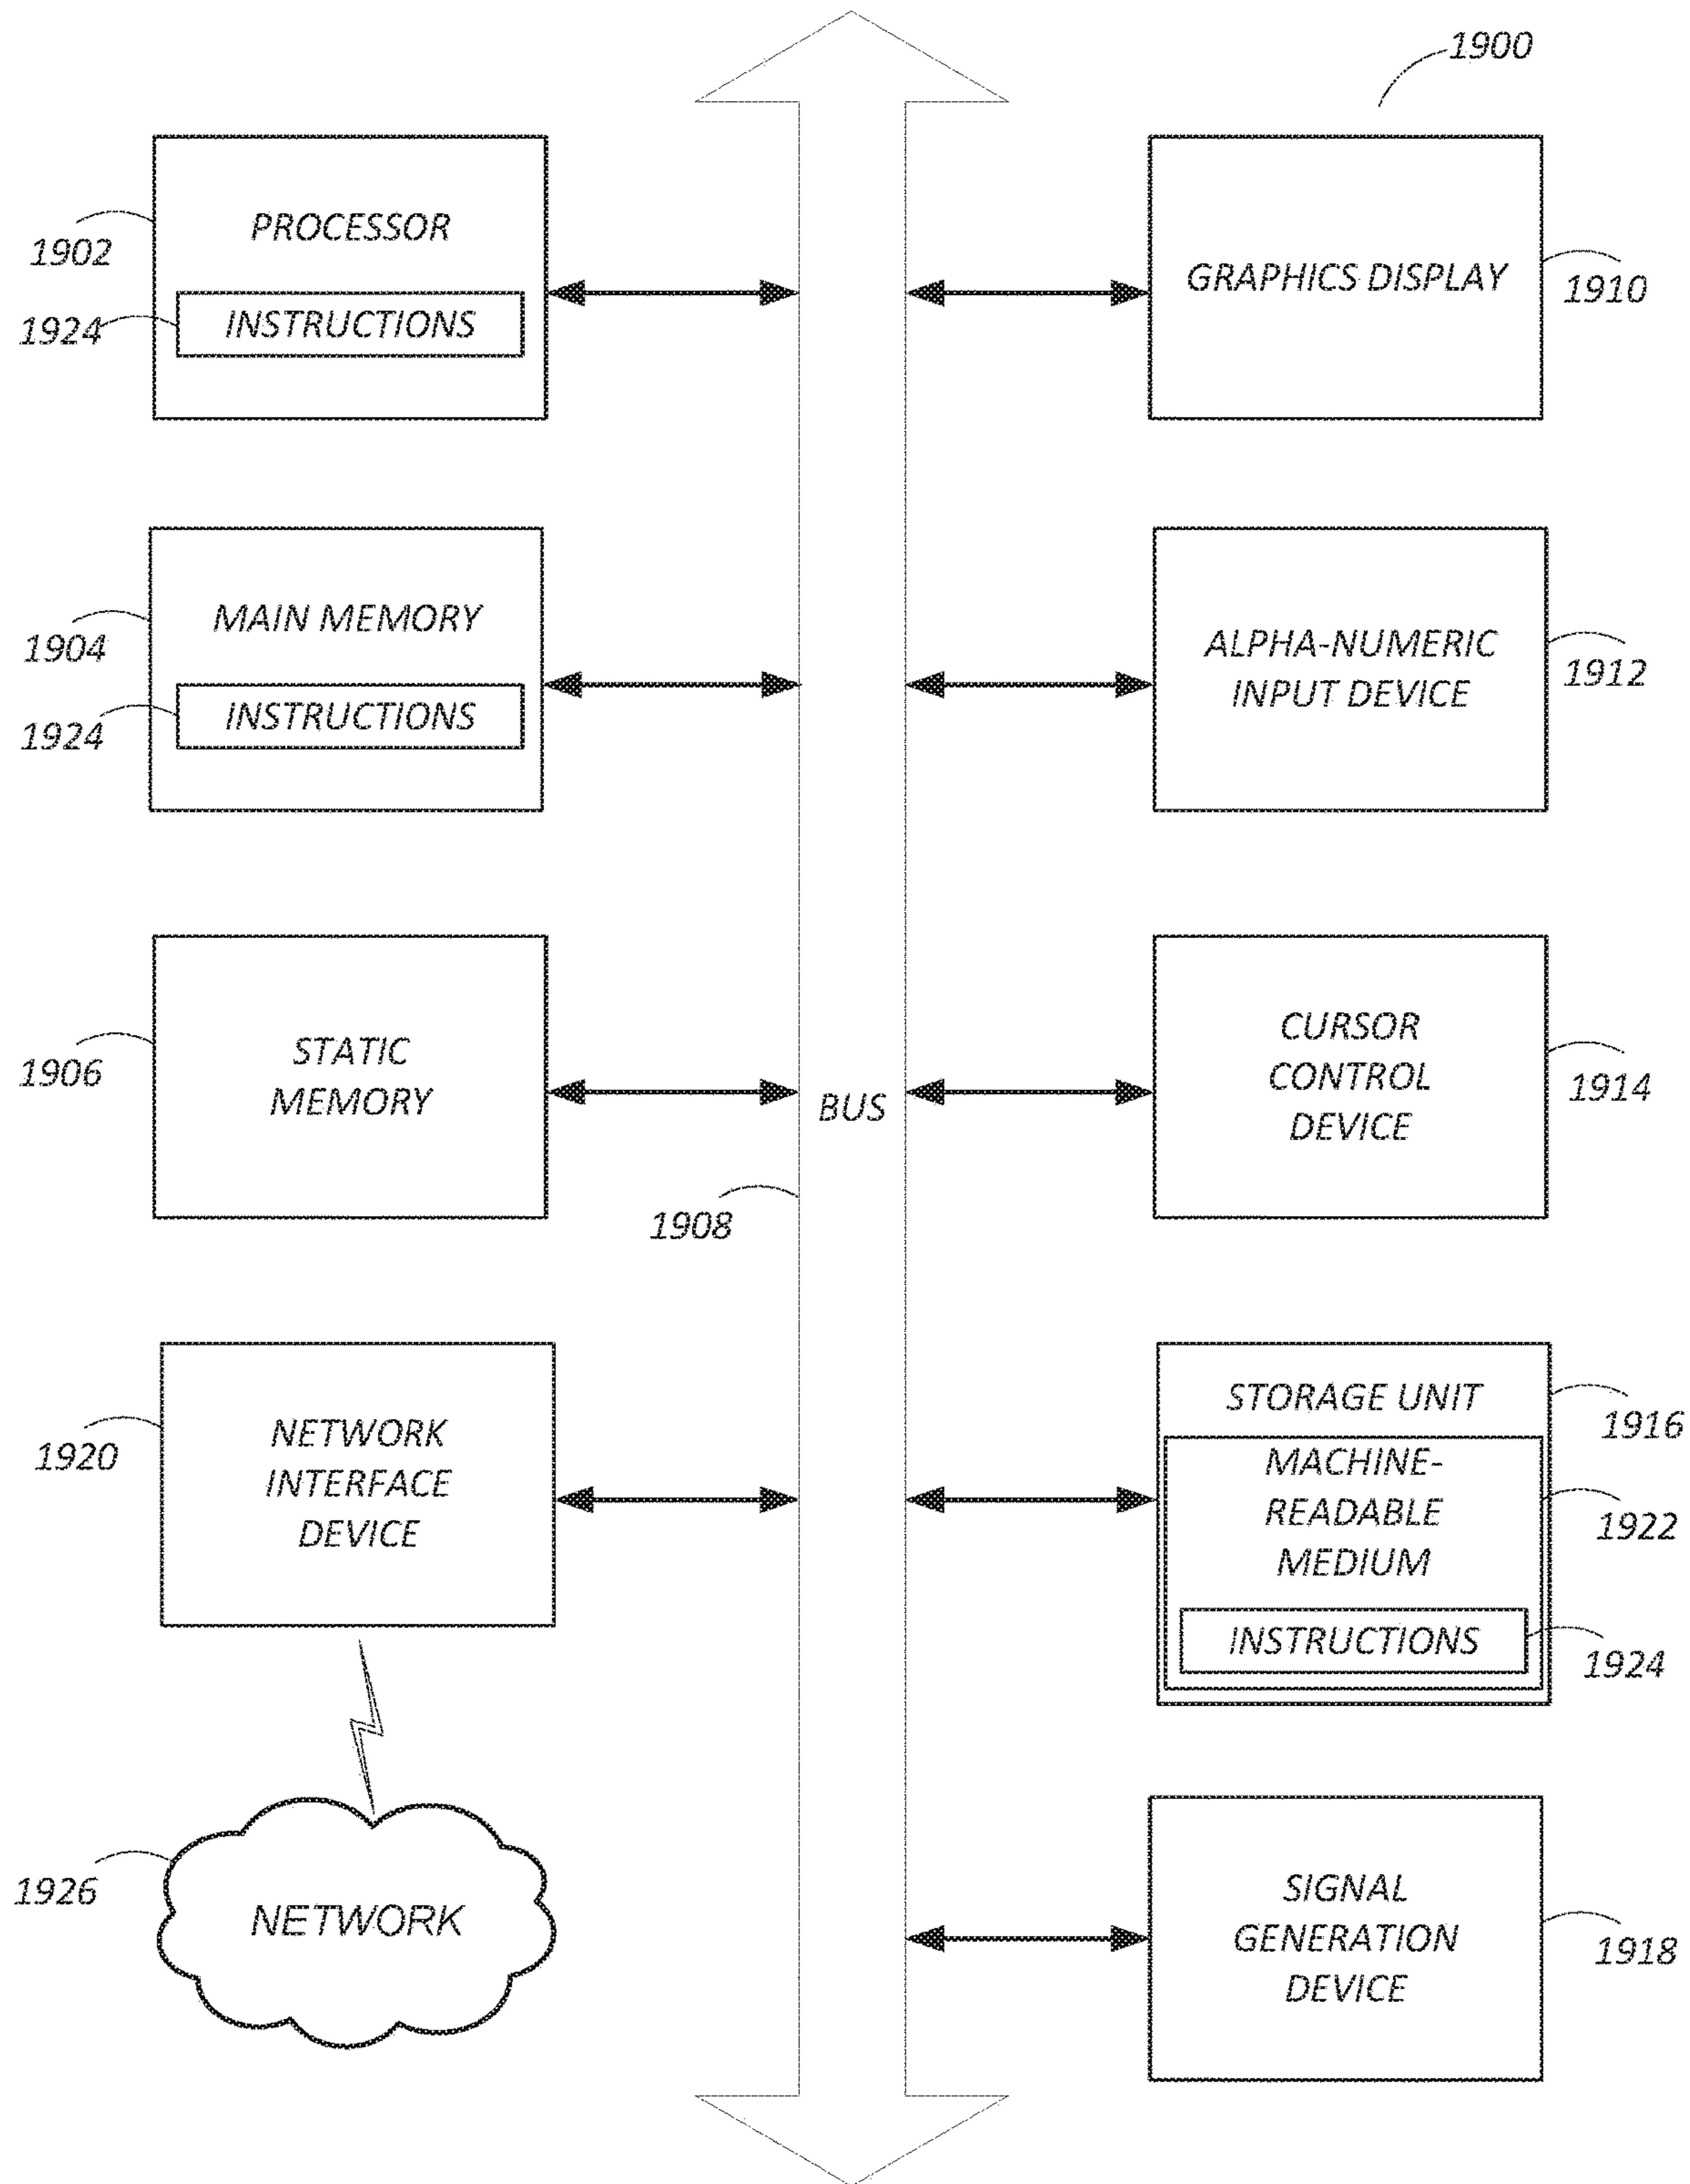 1900
PROCESSOR
1902
INSTRUCTIONS
1924
GRAPHICS DISPLAY
1910
MAIN MEMORY
1904
INSTRUCTIONS
1924
ALPHA-NUMERIC
INPUT DEVICE
1912
STATIC
MEMORY
1906
BUS
1908
CURSOR
CONTROL
DEVICE
1914
NETWORK
INTERFACE
DEVICE
1920
STORAGE UNIT
1916
MACHINE-
READABLE
MEDIUM
1922
INSTRUCTIONS
1924
NETWORK
1926
SIGNAL
GENERATION
DEVICE
1918